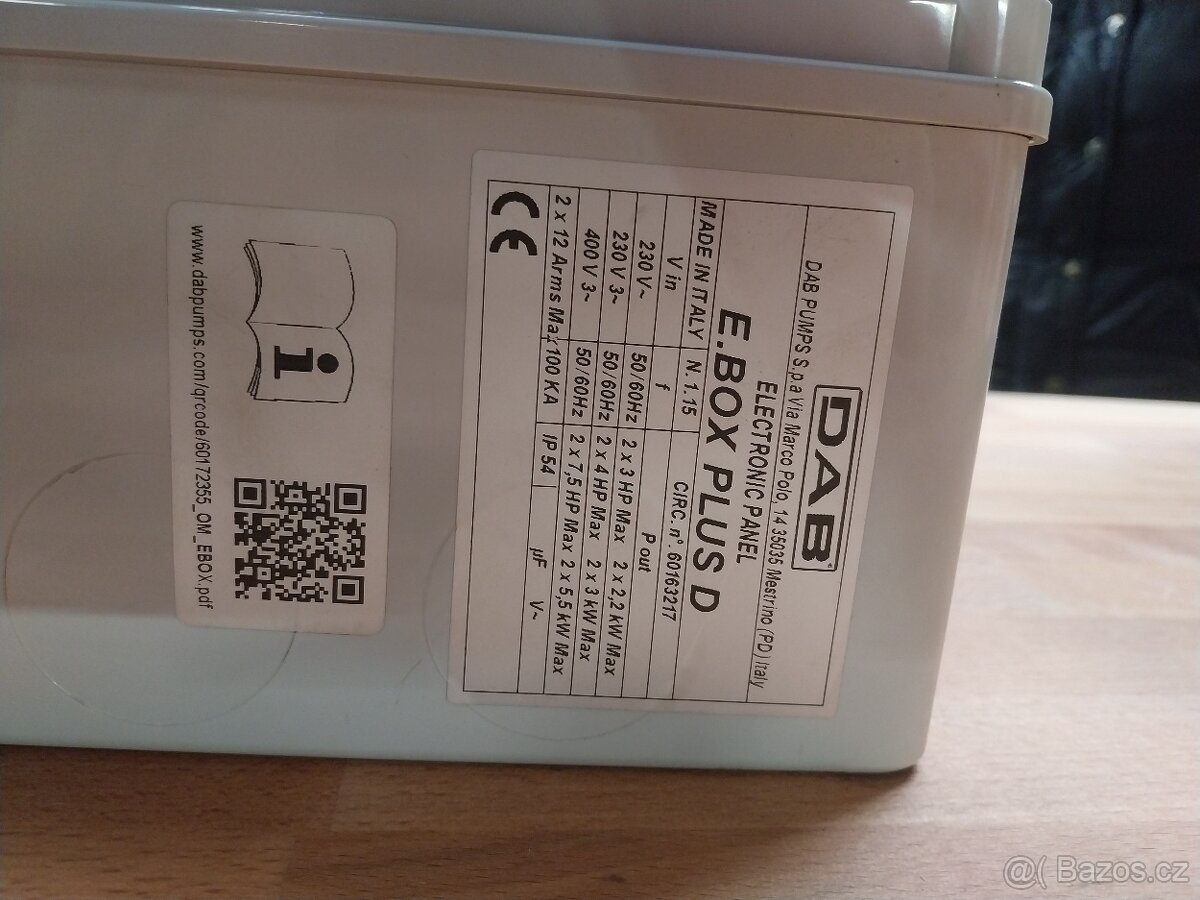 DAB
DAB PUMPS S.p.a Via Marco Polo, 14 35035 Mestrino (PD) Italy
ELECTRONIC PANEL
E.BOX PLUS D
MADE IN ITALY N. 1.15 CIRC. n° 60163217
V in f P out
230 V~ 50/60Hz 2 x 3 HP Max 2 x 2,2 kW Max
230 V 3~ 50/60Hz 2 x 4 HP Max 2 x 3 kW Max
400 V 3~ 50/60Hz 2 x 7,5 HP Max 2 x 5,5 kW Max
2 x 12 Arms Max 100 KA IP 54 µF V~
CE
i
www.dabpumps.com/qrcode/60172355_OM_EBOX.pdf
@( Bazos.cz